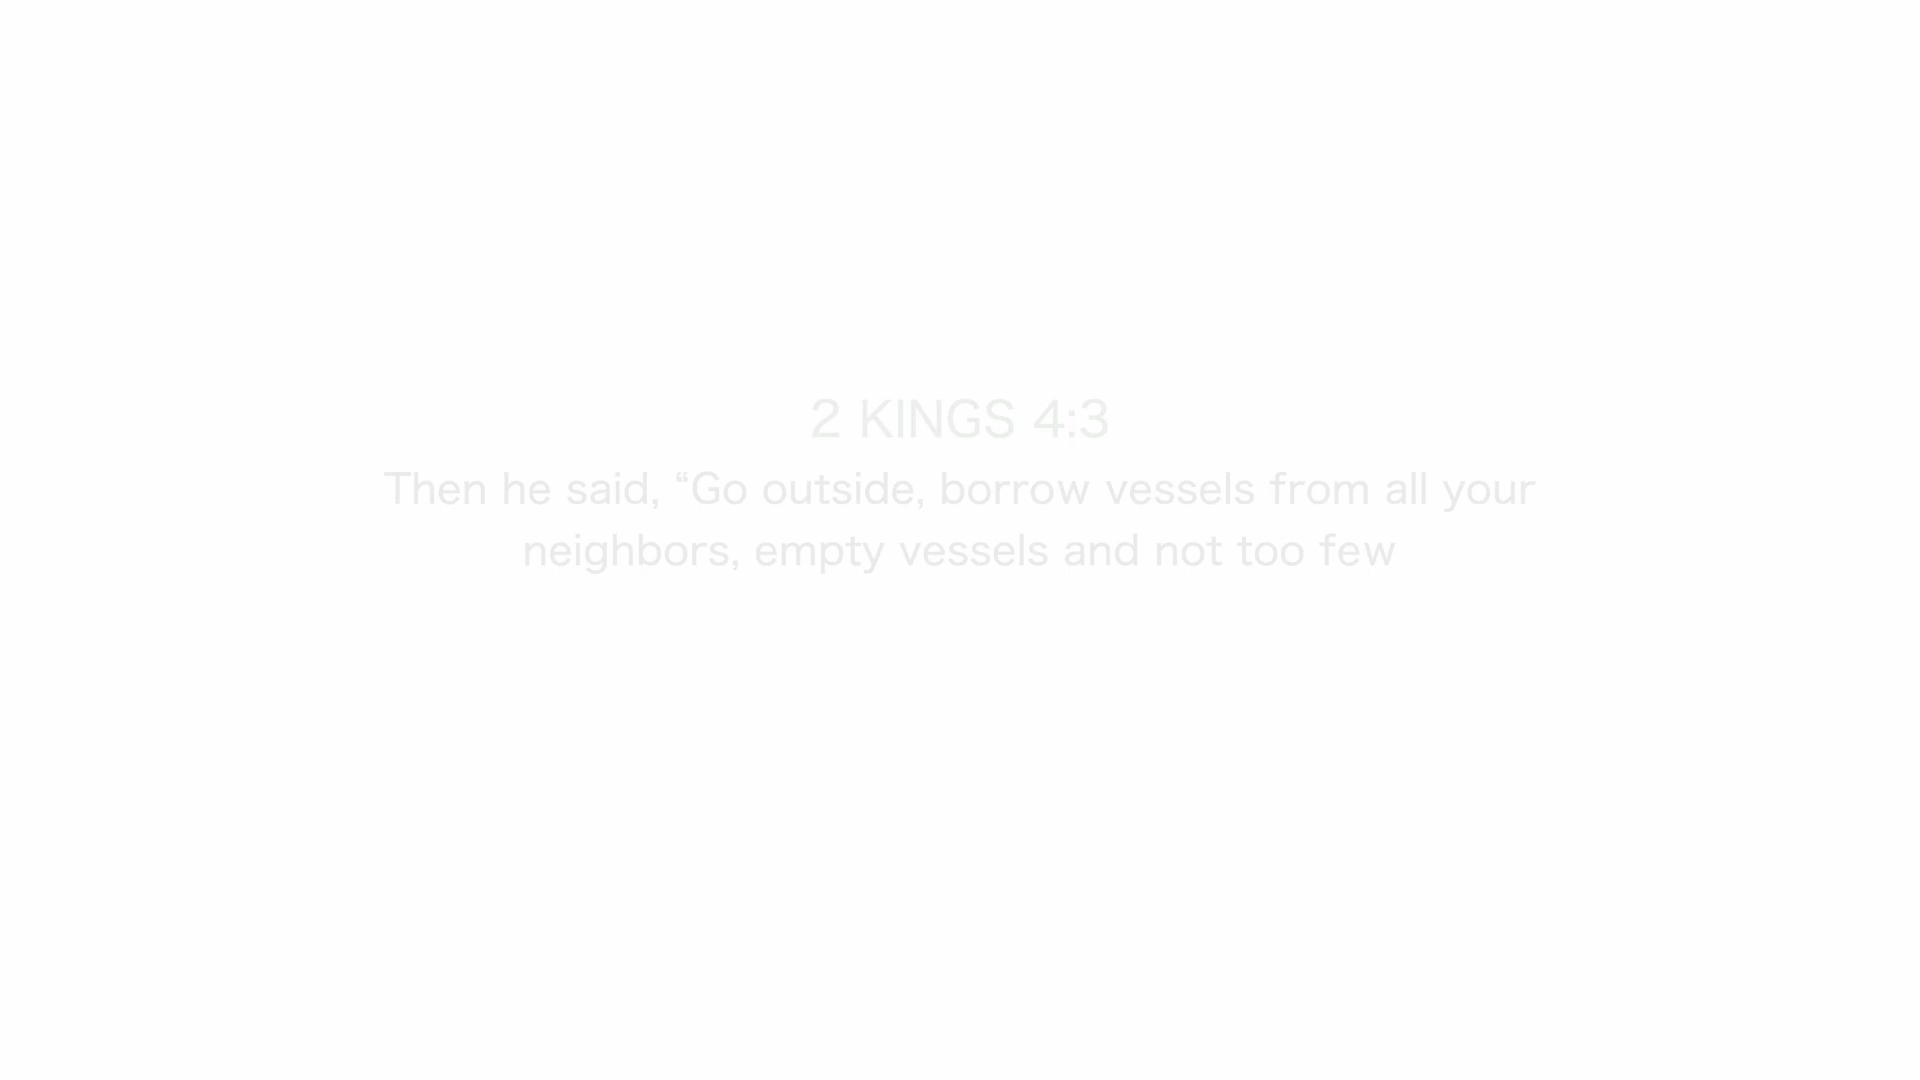 2 KINGS 4:3
Then he said, “Go outside, borrow vessels from all your
neighbors, empty vessels and not too few